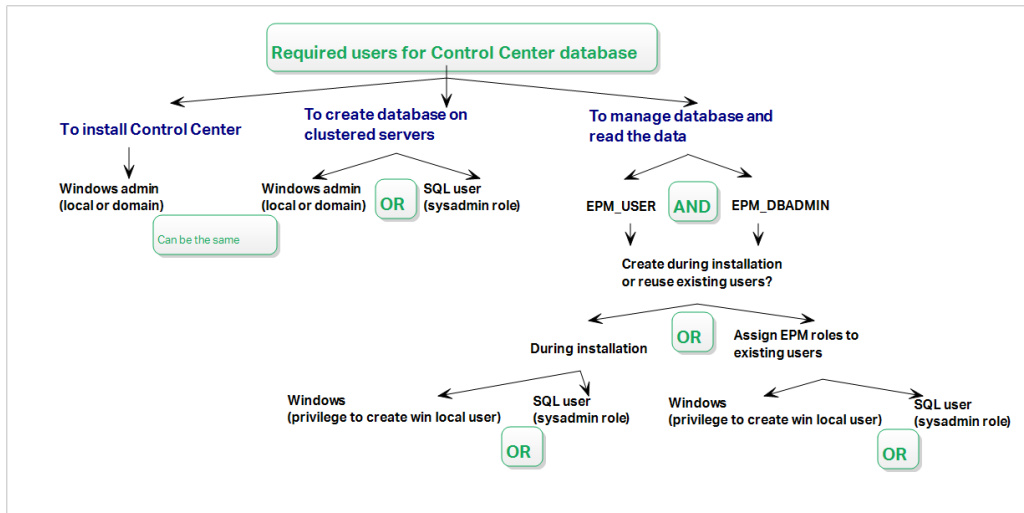 Required users for Control Center database
To install Control Center
To create database on
clustered servers
To manage database and
read the data
Windows admin
(local or domain)
Windows admin
(local or domain)
OR
SQL user
(sysadmin role)
Can be the same
EPM_USER
AND
EPM_DBADMIN
Create during installation
or reuse existing users?
During installation
OR
Assign EPM roles to
existing users
Windows
(privilege to create win local user)
OR
SQL user
(sysadmin role)
Windows
(privilege to create win local user)
OR
SQL user
(sysadmin role)